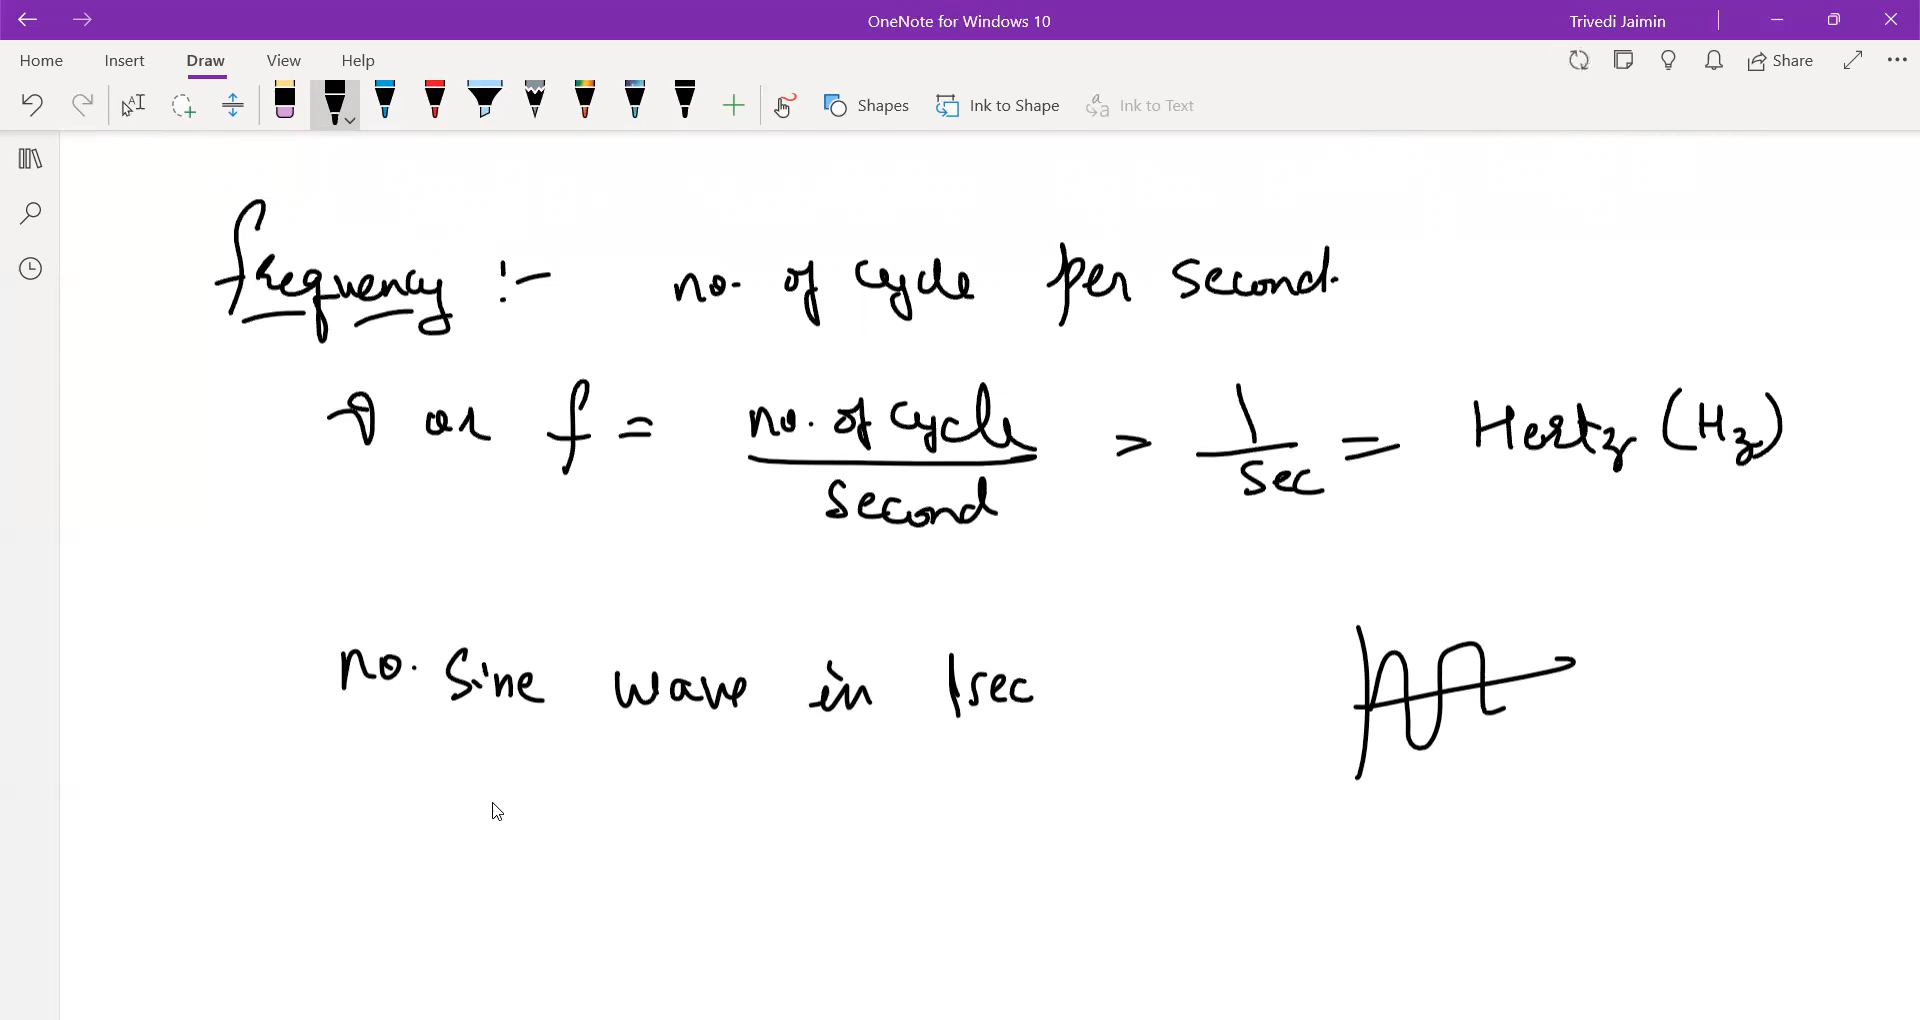 OneNote for Windows 10
Trivedi Jaimin
Home Insert Draw View Help
Share
Shapes Ink to Shape Ink to Text
frequency :- no. of cycle per second.
or f = no. of cycle / second = 1 / sec = Hertz (Hz)
no. Sine wave in 1sec